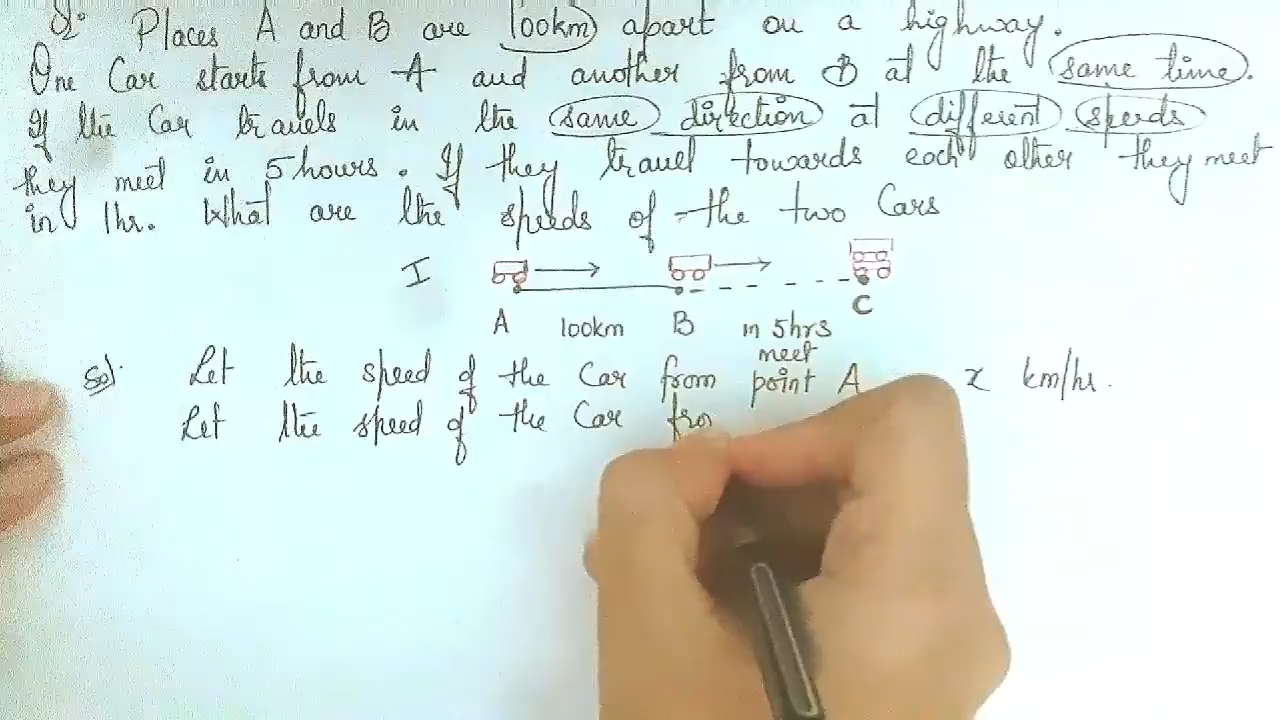 Q: Places A and B are 100km apart on a highway.
One Car starts from A and another from B at the same time.
If the Car travels in the same direction at different speeds
they meet in 5 hours. If they travel towards each other they meet
in 1hr. What are the speeds of the two Cars
I
A 100km B in 5hrs C
meet
Sol. Let the speed of the Car from point A x km/hr.
Let the speed of the Car fro